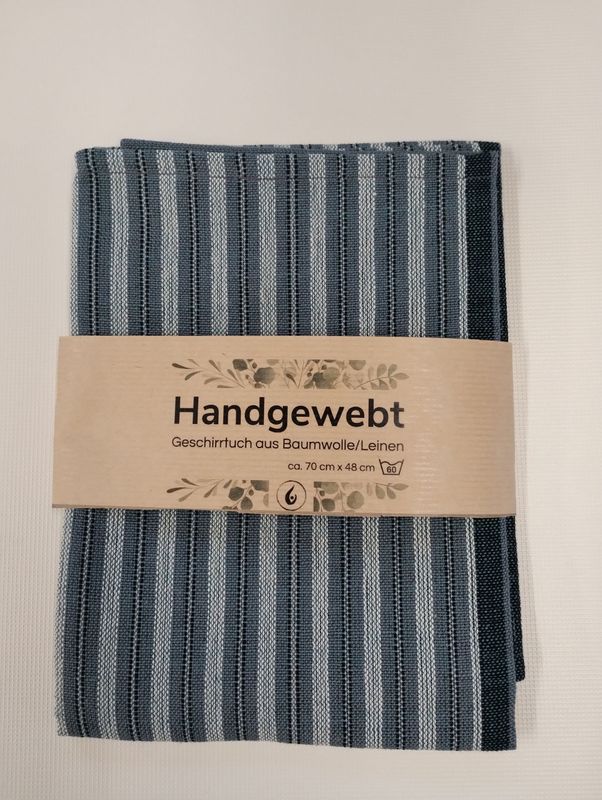 Handgewebt
Geschirrtuch aus Baumwolle/Leinen
ca. 70 cm x 48 cm 60